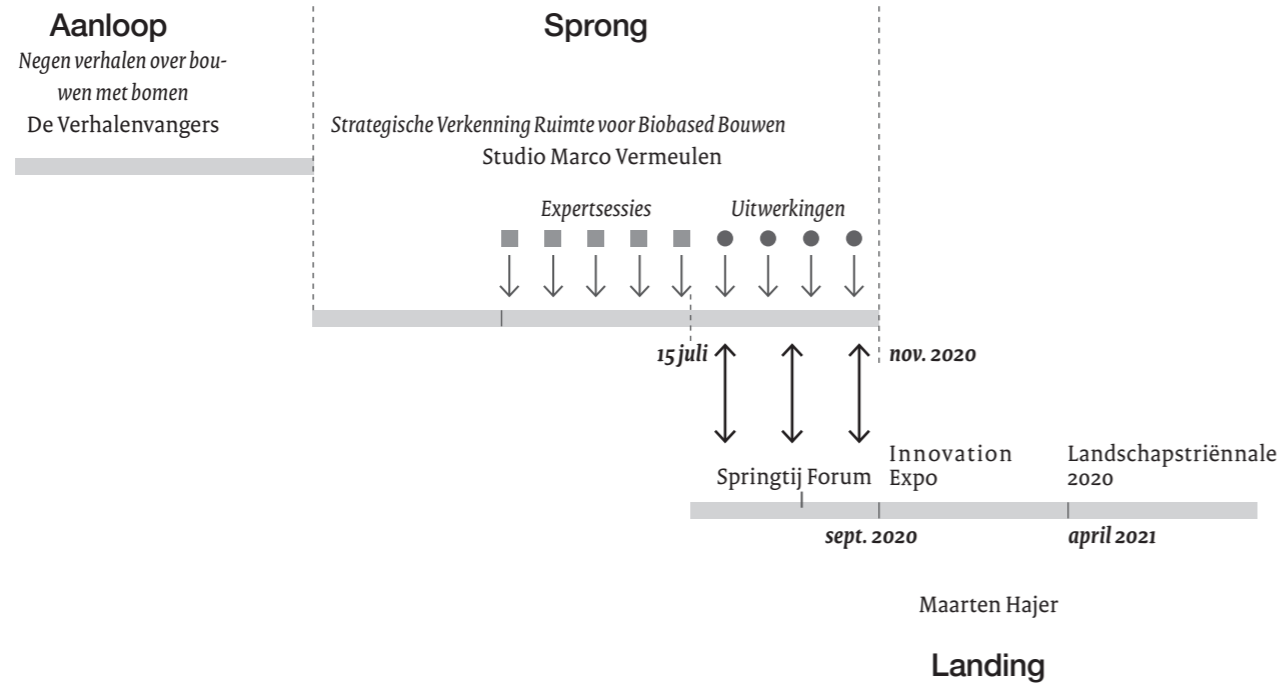 Aanloop
Negen verhalen over bou-
wen met bomen
De Verhalenvangers
Sprong
Strategische Verkenning Ruimte voor Biobased Bouwen
Studio Marco Vermeulen
Expertsessies
Uitwerkingen
15 juli
nov. 2020
Springtij Forum
Innovation
Expo
Landschapstriënnale
2020
sept. 2020
april 2021
Maarten Hajer
Landing